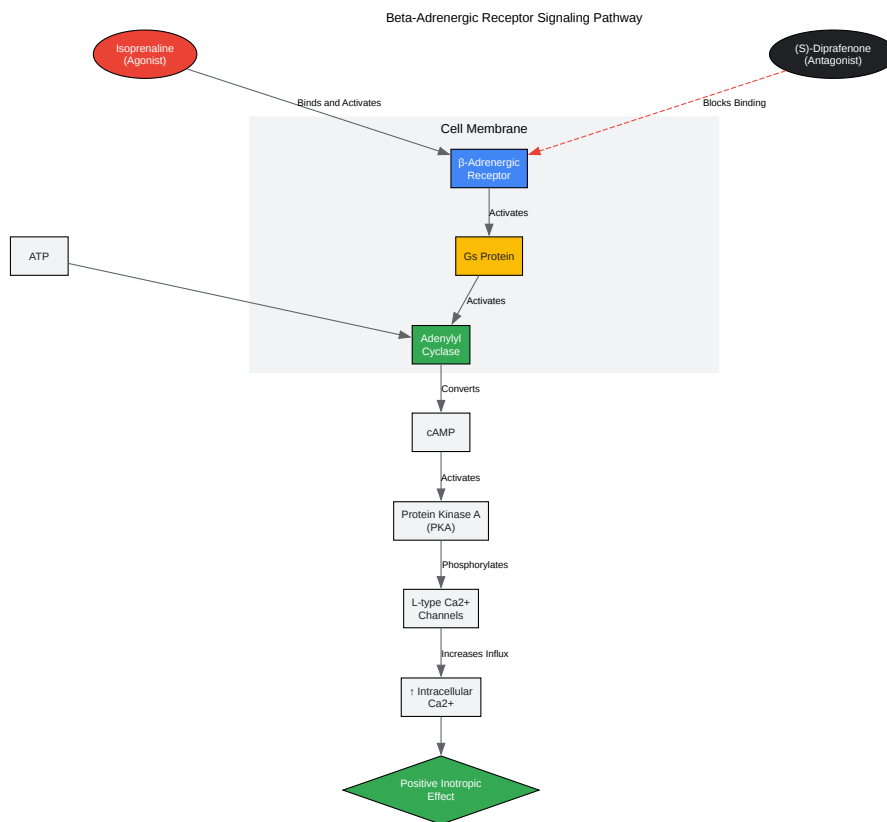 Beta-Adrenergic Receptor Signaling Pathway
Isoprenaline
(Agonist)
(S)-Diprafenone
(Antagonist)
Binds and Activates
Blocks Binding
Cell Membrane
β-Adrenergic
Receptor
Activates
ATP
Gs Protein
Activates
Adenylyl
Cyclase
Converts
cAMP
Activates
Protein Kinase A
(PKA)
Phosphorylates
L-type Ca2+
Channels
Increases Influx
↑ Intracellular
Ca2+
Positive Inotropic
Effect